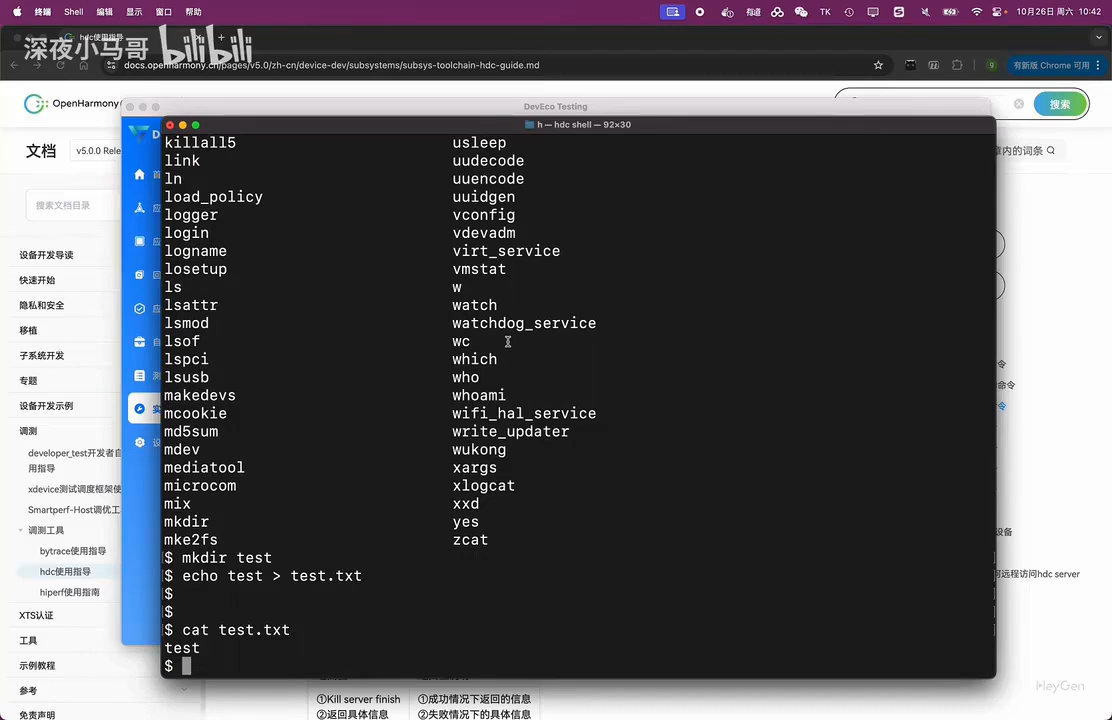 终端 Shell 编辑 显示 窗口 帮助
TK
10月26日 周六 10:42
深夜小马哥 bilibili
hdc使用指导
docs.openharmony.cn/pages/v5.0/zh-cn/device-dev/subsystems/subsys-toolchain-hdc-guide.md
有新版 Chrome 可用
OpenHarmony
搜索
DevEco Testing
h — hdc shell — 92×30
文档
v5.0.0 Rele
章内的词条
搜索文档目录
设备开发导读
快速开始
隐私和安全
移植
子系统开发
专题
设备开发示例
调测
developer_test开发者自
用指导
xdevice测试调度框架使
Smartperf-Host调优工
调测工具
bytrace使用指导
hdc使用指导
hiperf使用指南
XTS认证
工具
示例教程
参考
免责声明
killall5 usleep
link uudecode
ln uuencode
load_policy uuidgen
logger vconfig
login vdevadm
logname virt_service
losetup vmstat
ls w
lsattr watch
lsmod watchdog_service
lsof wc
lspci which
lsusb who
makedevs whoami
mcookie wifi_hal_service
md5sum write_updater
mdev wukong
mediatool xargs
microcom xlogcat
mix xxd
mkdir yes
mke2fs zcat
$ mkdir test
$ echo test > test.txt
$
$
$ cat test.txt
test
$
令
命令
令
设备
可远程访问hdc server
①Kill server finish ①成功情况下返回的信息
②返回具体信息 ②失败情况下的具体信息
HeyGen